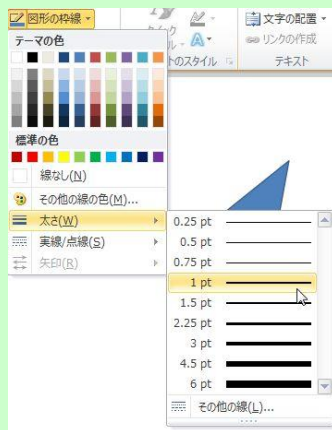 図形の枠線
文字の配置
リンクの作成
トのスタイル
テキスト
テーマの色
標準の色
線なし(N)
その他の線の色(M)...
太さ(W)
実線/点線(S)
矢印(R)
0.25 pt
0.5 pt
0.75 pt
1 pt
1.5 pt
2.25 pt
3 pt
4.5 pt
6 pt
その他の線(L)...